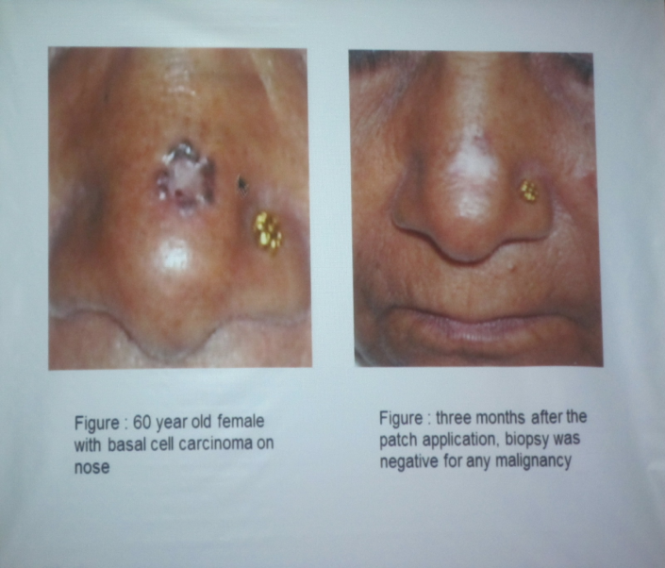 Figure : 60 year old female
with basal cell carcinoma on
nose
Figure : three months after the
patch application, biopsy was
negative for any malignancy